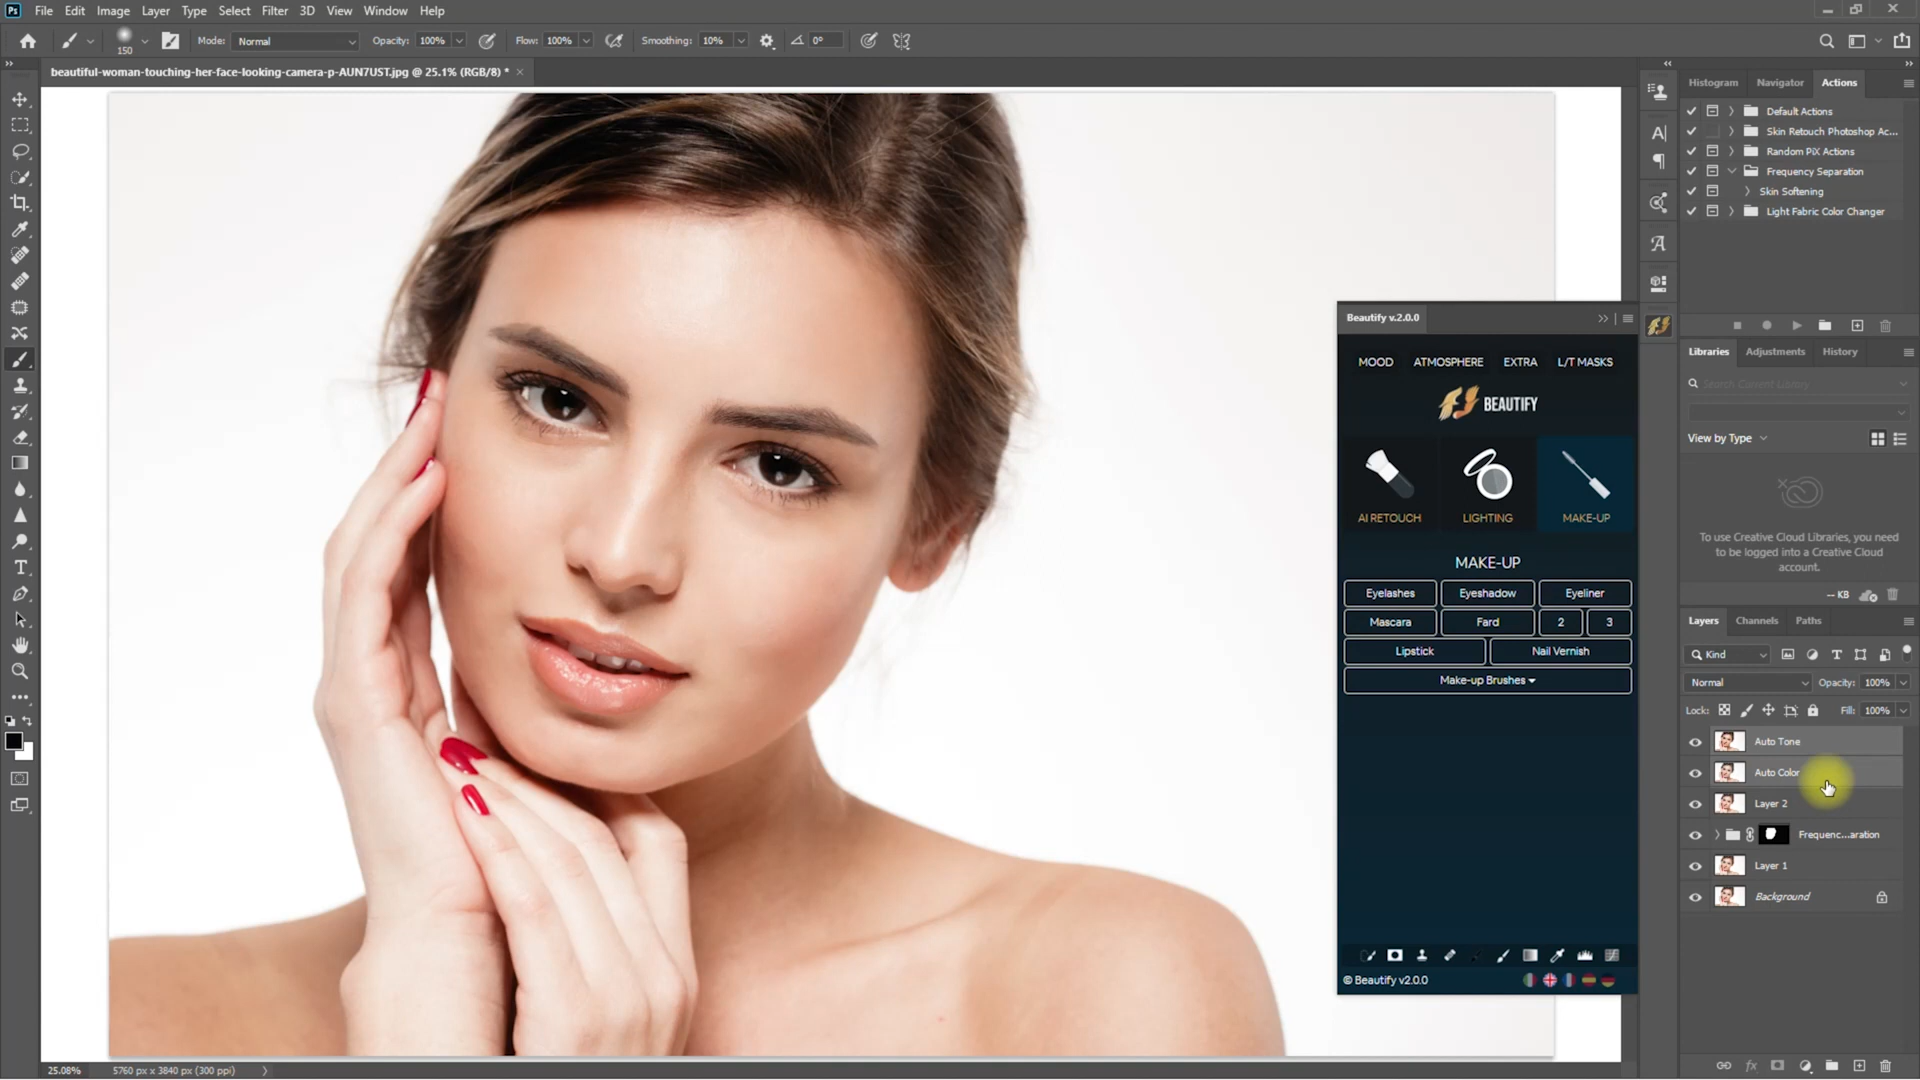 Ps File Edit Image Layer Type Select Filter 3D View Window Help
150 Mode: Normal Opacity: 100% Flow: 100% Smoothing: 10% 0°
beautiful-woman-touching-her-face-looking-camera-p-AUN7UST.jpg @ 25.1% (RGB/8) * ×
Histogram Navigator Actions
Default Actions
Skin Retouch Photoshop Ac...
Random PiX Actions
Frequency Separation
Skin Softening
Light Fabric Color Changer
Beautify v.2.0.0
MOOD ATMOSPHERE EXTRA L/T MASKS
BEAUTIFY
AI RETOUCH LIGHTING MAKE-UP
MAKE-UP
Eyelashes Eyeshadow Eyeliner
Mascara Fard 2 3
Lipstick Nail Vernish
Make-up Brushes
© Beautify v2.0.0
Libraries Adjustments History
Search Current Library
View by Type
To use Creative Cloud Libraries, you need
to be logged into a Creative Cloud
account.
-- KB
Layers Channels Paths
Kind
Normal Opacity: 100%
Lock: Fill: 100%
Auto Tone
Auto Color
Layer 2
Frequenc...aration
Layer 1
Background
25.08% 5760 px x 3840 px (300 ppi)